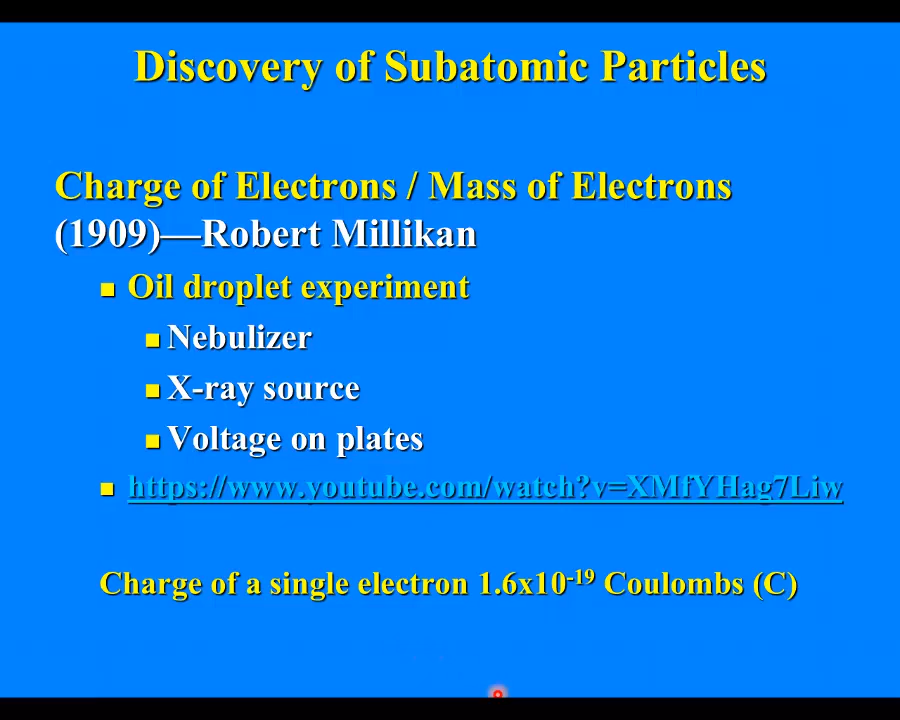 Discovery of Subatomic Particles
Charge of Electrons / Mass of Electrons
(1909)—Robert Millikan
Oil droplet experiment
Nebulizer
X-ray source
Voltage on plates
https://www.youtube.com/watch?v=XMfYHag7Liw
Charge of a single electron 1.6x10⁻¹⁹ Coulombs (C)